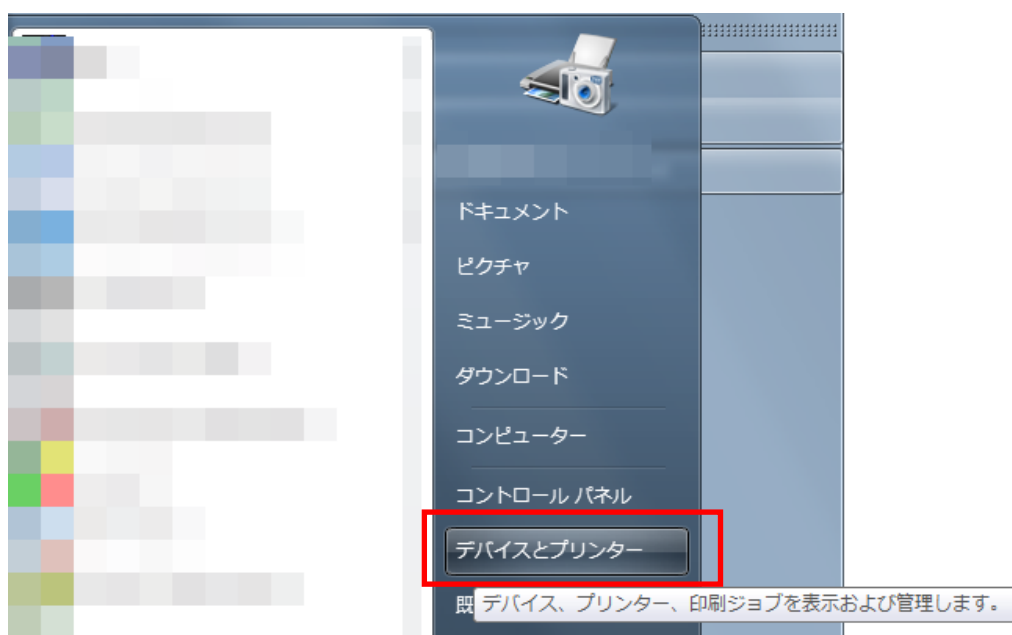 ドキュメント
ピクチャ
ミュージック
ダウンロード
コンピューター
コントロール パネル
デバイスとプリンター
既
デバイス、プリンター、印刷ジョブを表示および管理します。